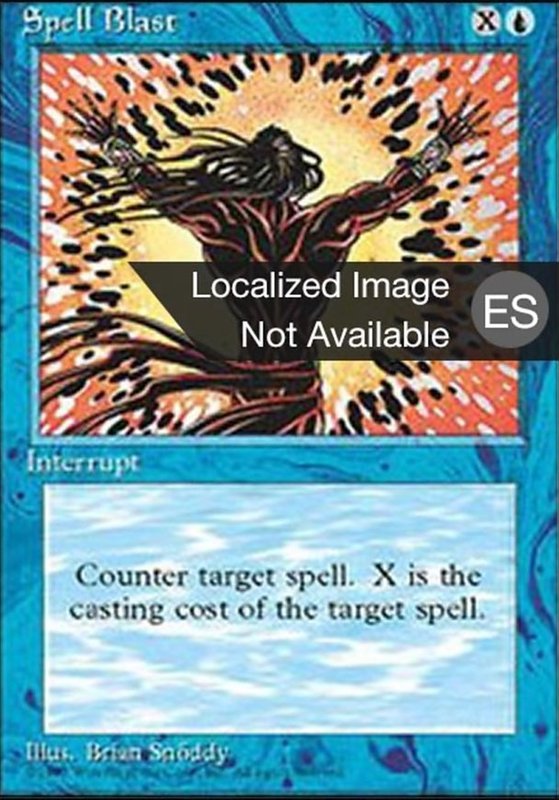 Spell Blast
X
Localized Image
Not Available
ES
Interrupt
Counter target spell. X is the
casting cost of the target spell.
Illus. Brian Snoddy